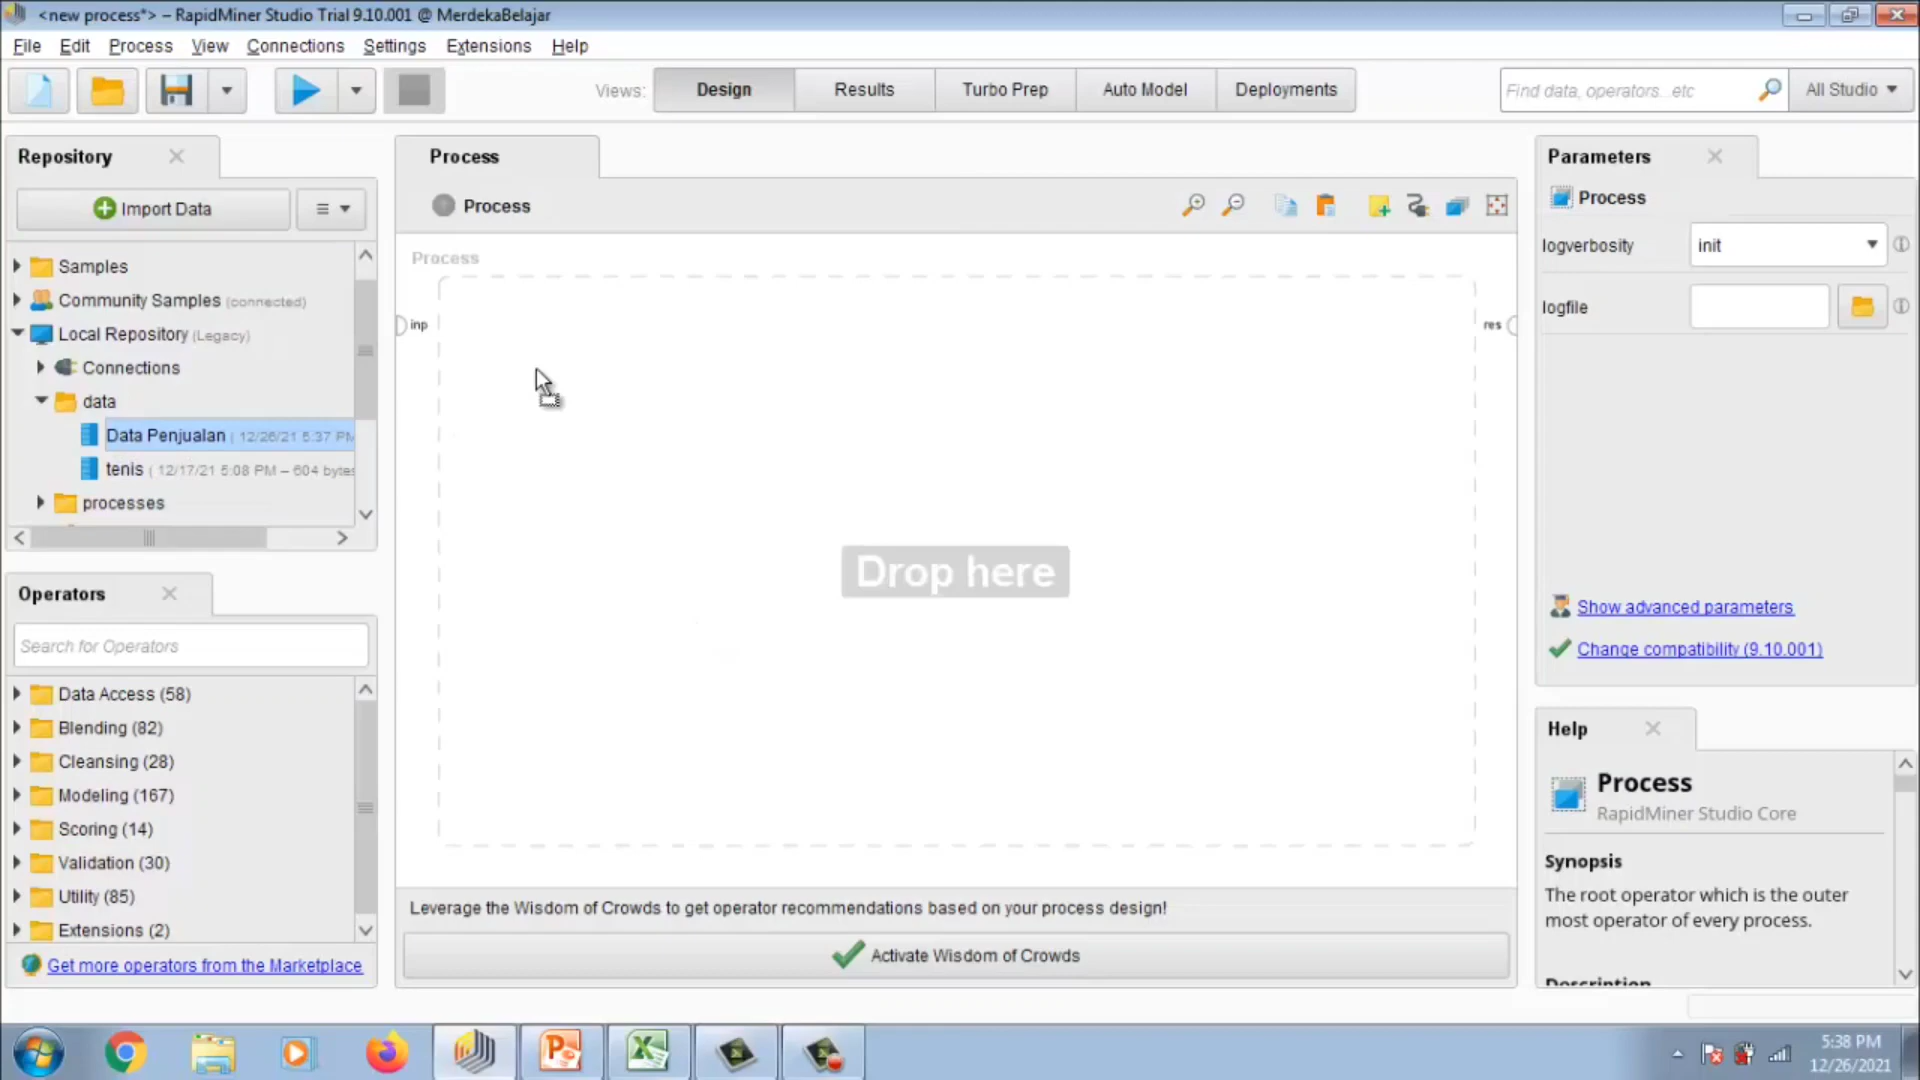 <new process*> – RapidMiner Studio Trial 9.10.001 @ MerdekaBelajar
File Edit Process View Connections Settings Extensions Help
Views: Design Results Turbo Prep Auto Model Deployments
Find data, operators...etc
All Studio
Repository
Import Data
Samples
Community Samples (connected)
Local Repository (Legacy)
Connections
data
Data Penjualan ( 12/26/21 5:37 PM
tenis ( 12/17/21 5:08 PM – 604 bytes
processes
Operators
Search for Operators
Data Access (58)
Blending (82)
Cleansing (28)
Modeling (167)
Scoring (14)
Validation (30)
Utility (85)
Extensions (2)
Get more operators from the Marketplace
Process
Process
Process
inp
res
Drop here
Leverage the Wisdom of Crowds to get operator recommendations based on your process design!
Activate Wisdom of Crowds
Parameters
Process
logverbosity init
logfile
Show advanced parameters
Change compatibility (9.10.001)
Help
Process
RapidMiner Studio Core
Synopsis
The root operator which is the outer
most operator of every process.
Description
5:38 PM
12/26/2021